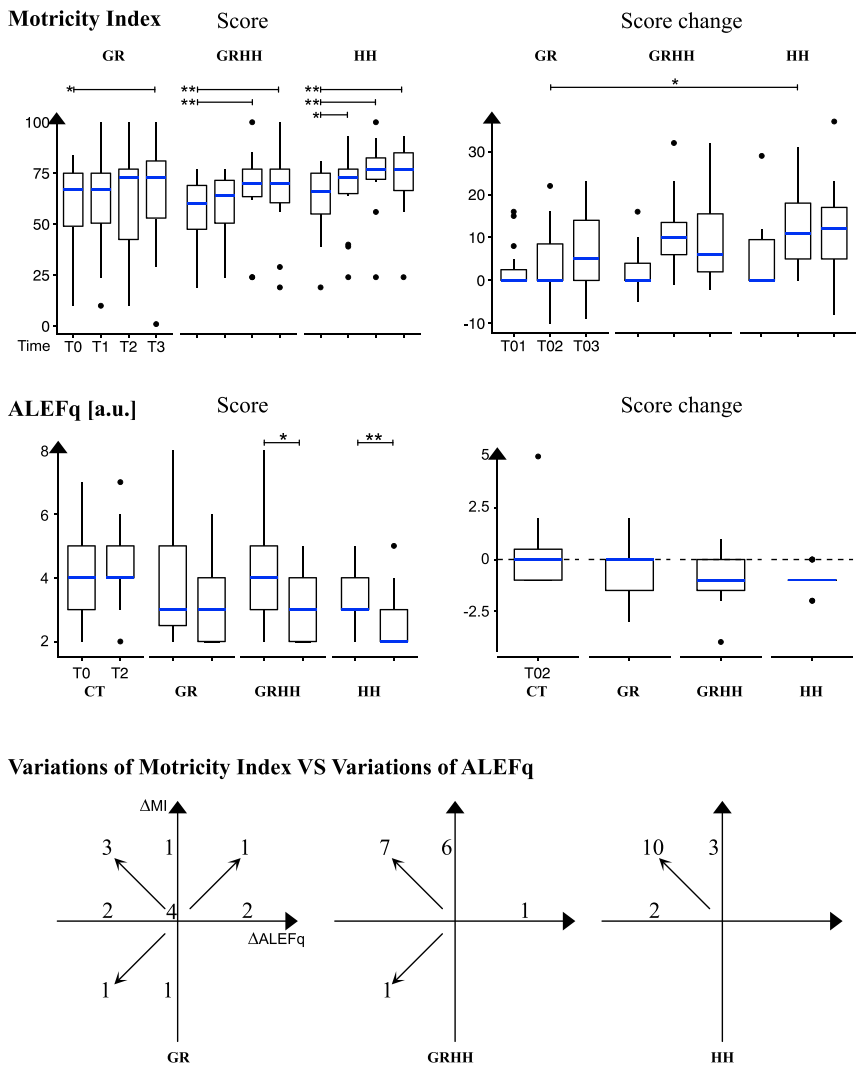 Motricity Index
Score
Score change
GR GRHH HH
GR GRHH HH
* ** ** ** ** *
*
100
75
50
25
0
Time T0 T1 T2 T3
30
20
10
0
-10
T01 T02 T03
ALEFq [a.u.]
Score
Score change
* **
8
6
4
2
T0 T2
CT GR GRHH HH
5
2.5
0
-2.5
T02
CT GR GRHH HH
Variations of Motricity Index VS Variations of ALEFq
ΔMI
3 1 1
2 4 2
ΔALEFq
1 1
GR
7 6
1
1
GRHH
10 3
2
HH